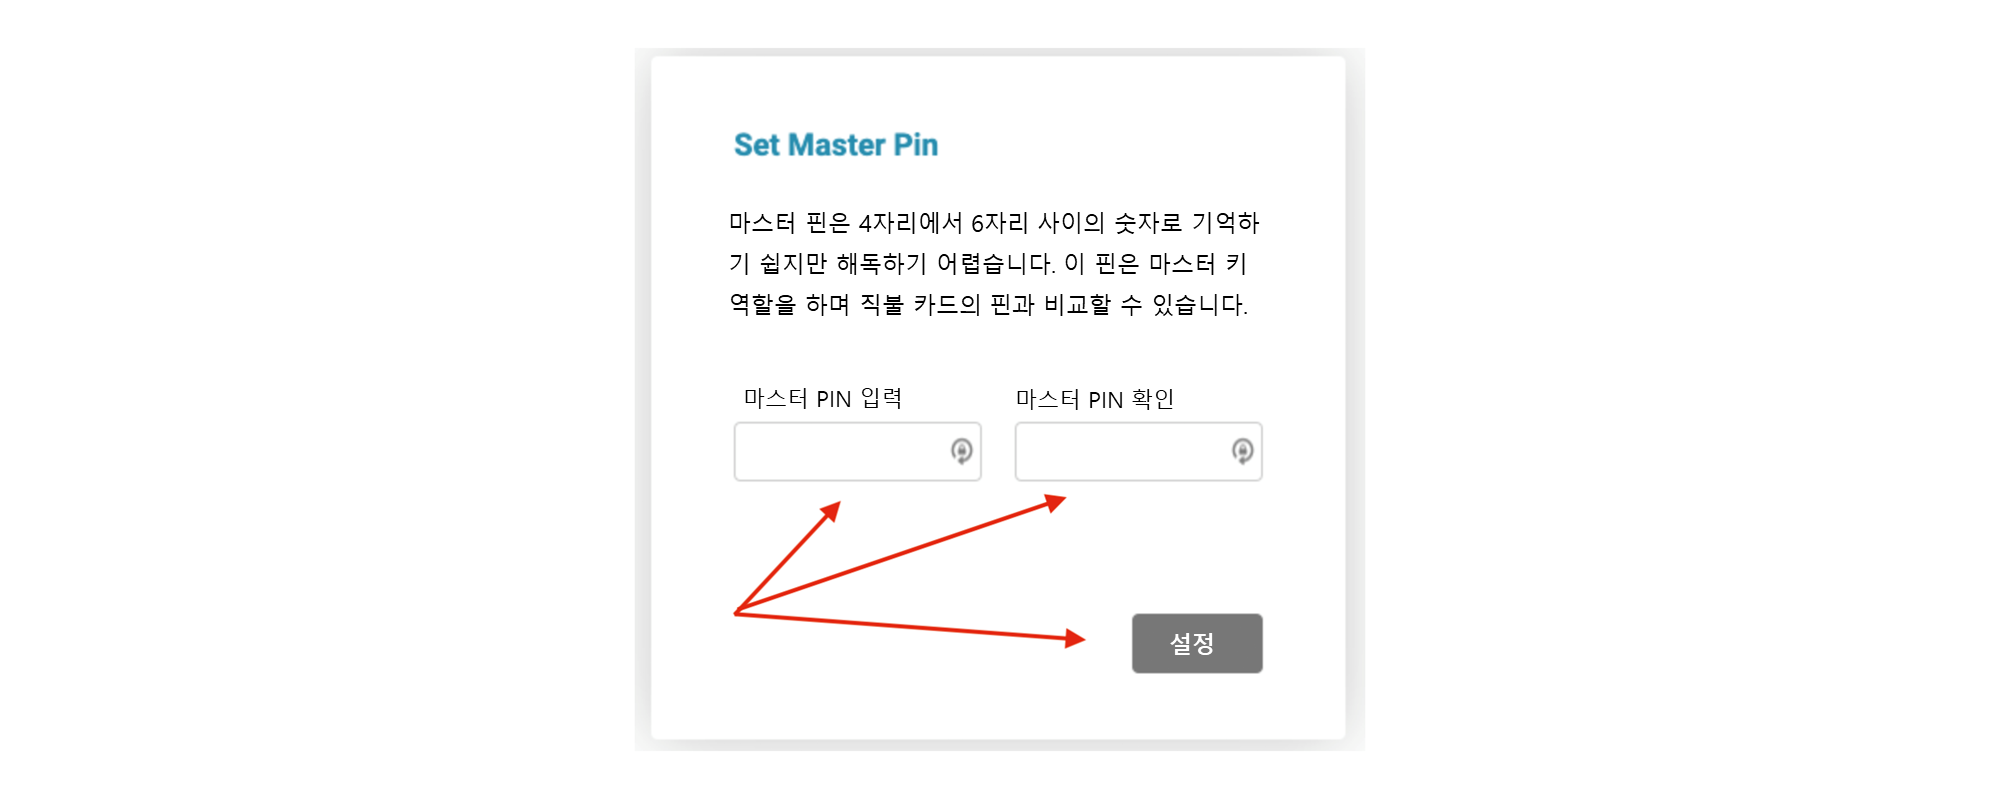 Set Master Pin
마스터 핀은 4자리에서 6자리 사이의 숫자로 기억하
기 쉽지만 해독하기 어렵습니다. 이 핀은 마스터 키
역할을 하며 직불 카드의 핀과 비교할 수 있습니다.
마스터 PIN 입력
마스터 PIN 확인
설정